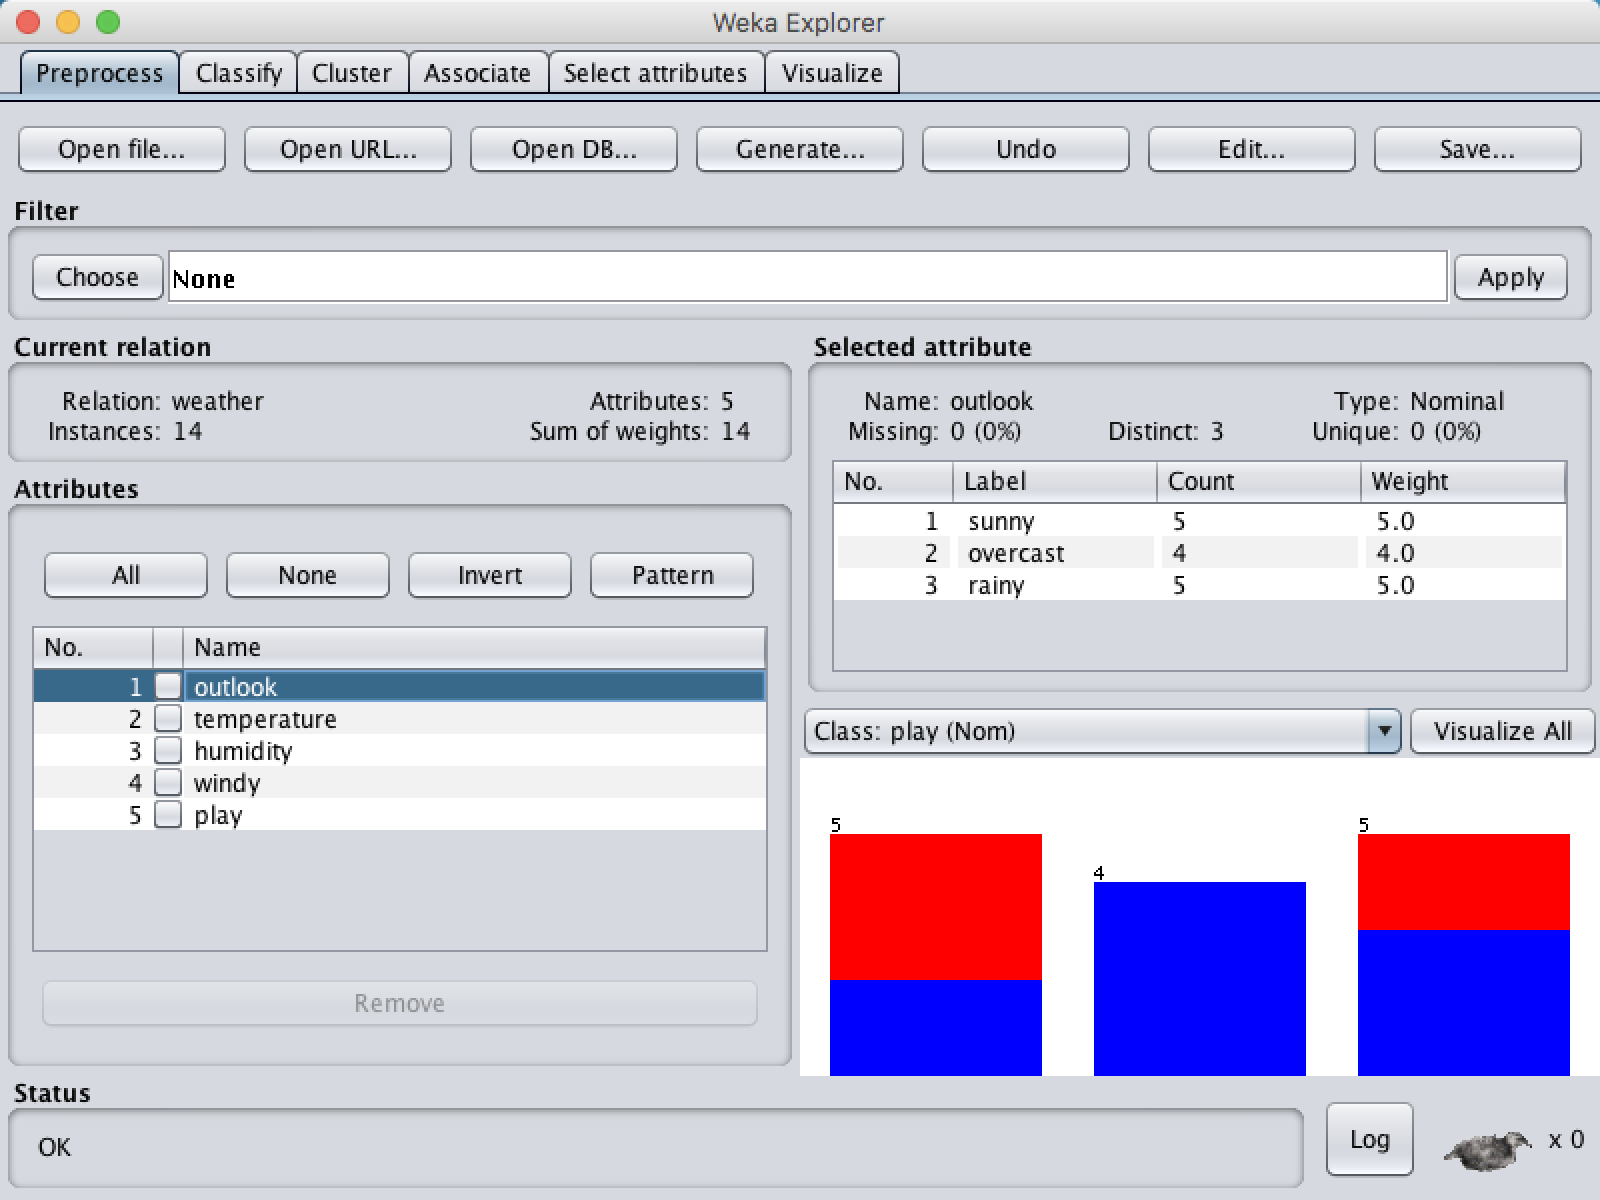 Weka Explorer
Preprocess Classify Cluster Associate Select attributes Visualize
Open file... Open URL... Open DB... Generate... Undo Edit... Save...
Filter
Choose None Apply
Current relation
Relation: weather Attributes: 5
Instances: 14 Sum of weights: 14
Attributes
All None Invert Pattern
No. Name
1 outlook
2 temperature
3 humidity
4 windy
5 play
Remove
Selected attribute
Name: outlook Type: Nominal
Missing: 0 (0%) Distinct: 3 Unique: 0 (0%)
No. Label Count Weight
1 sunny 5 5.0
2 overcast 4 4.0
3 rainy 5 5.0
Class: play (Nom) Visualize All
5 4 5
Status
OK Log x 0